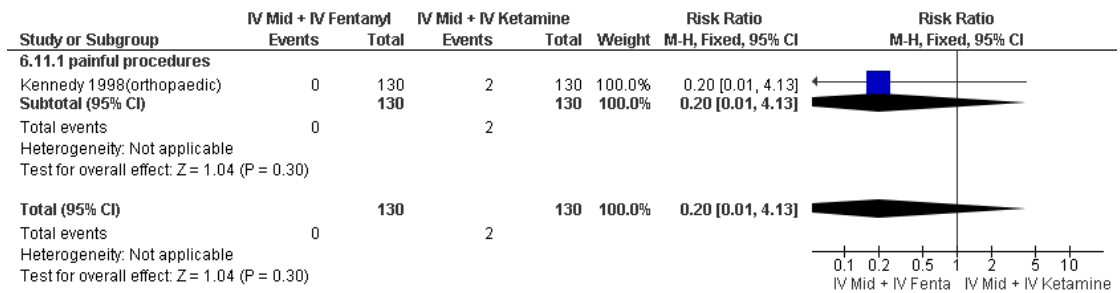 IV Mid + IV Fentanyl IV Mid + IV Ketamine Risk Ratio Risk Ratio
Study or Subgroup Events Total Events Total Weight M-H, Fixed, 95% CI M-H, Fixed, 95% CI
6.11.1 painful procedures
Kennedy 1998(orthopaedic) 0 130 2 130 100.0% 0.20 [0.01, 4.13]
Subtotal (95% CI) 130 130 100.0% 0.20 [0.01, 4.13]
Total events 0 2
Heterogeneity: Not applicable
Test for overall effect: Z = 1.04 (P = 0.30)
Total (95% CI) 130 130 100.0% 0.20 [0.01, 4.13]
Total events 0 2
Heterogeneity: Not applicable
Test for overall effect: Z = 1.04 (P = 0.30)
0.1 0.2 0.5 1 2 5 10
IV Mid + IV Fenta IV Mid + IV Ketamine